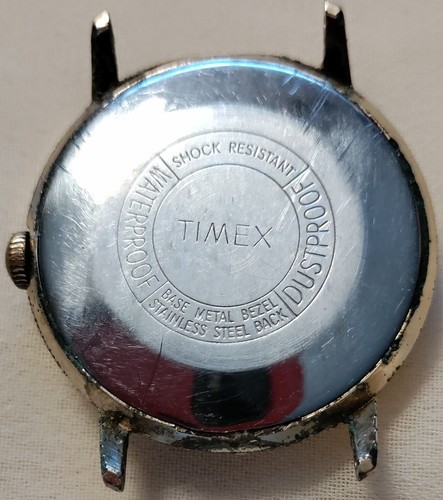 SHOCK RESISTANT
WATERPROOF
TIMEX
DUSTPROOF
BASE METAL BEZEL
STAINLESS STEEL BACK